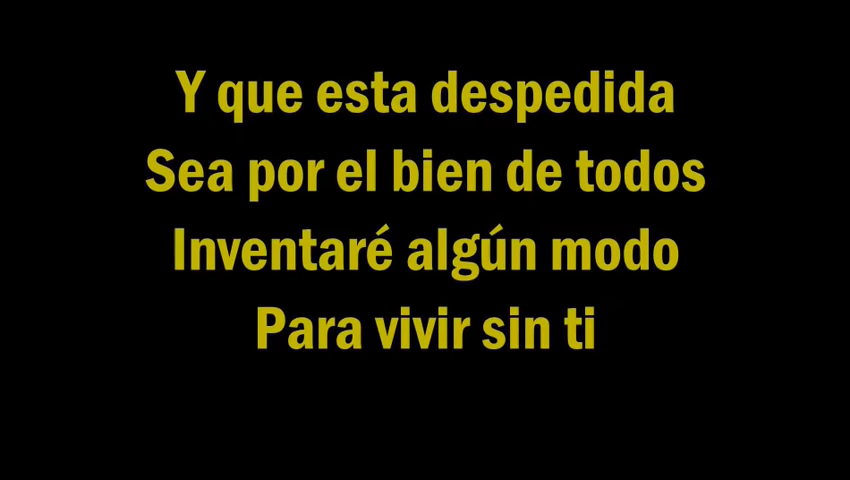 Y que esta despedida
Sea por el bien de todos
Inventaré algún modo
Para vivir sin ti